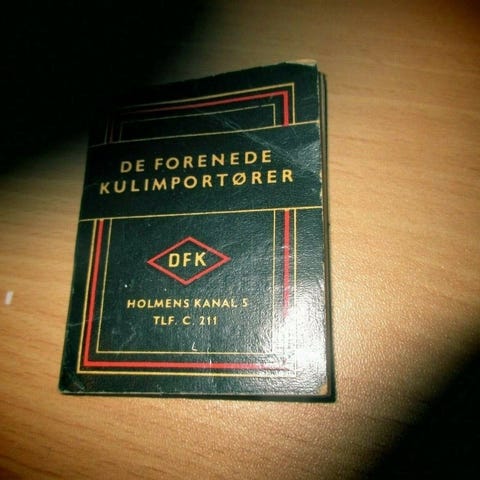 DE FORENEDE
KULIMPORTØRER
DFK
HOLMENS KANAL 5
TLF. C. 211